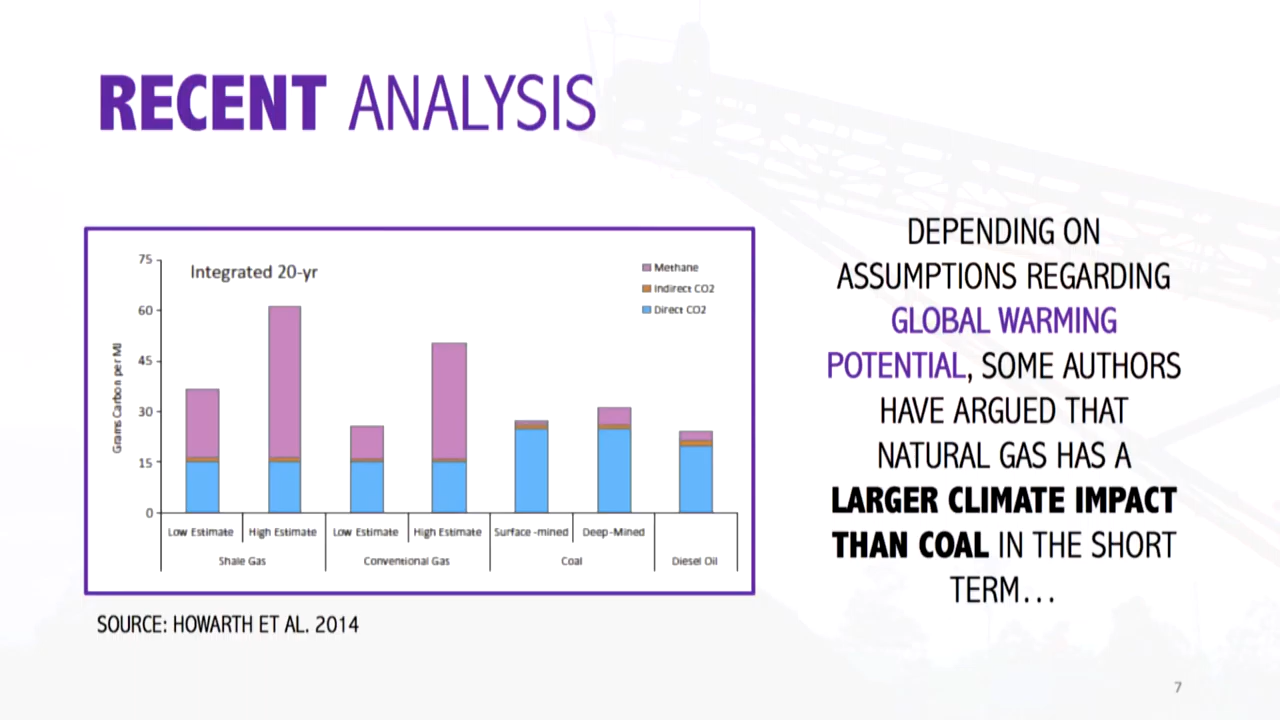 RECENT ANALYSIS
Integrated 20-yr
Methane
Indirect CO2
Direct CO2
Grams Carbon per MJ
75
60
45
30
15
0
Low Estimate High Estimate Low Estimate High Estimate Surface -mined Deep-Mined
Shale Gas Conventional Gas Coal Diesel Oil
SOURCE: HOWARTH ET AL. 2014
DEPENDING ON
ASSUMPTIONS REGARDING
GLOBAL WARMING
POTENTIAL, SOME AUTHORS
HAVE ARGUED THAT
NATURAL GAS HAS A
LARGER CLIMATE IMPACT
THAN COAL IN THE SHORT
TERM...
7